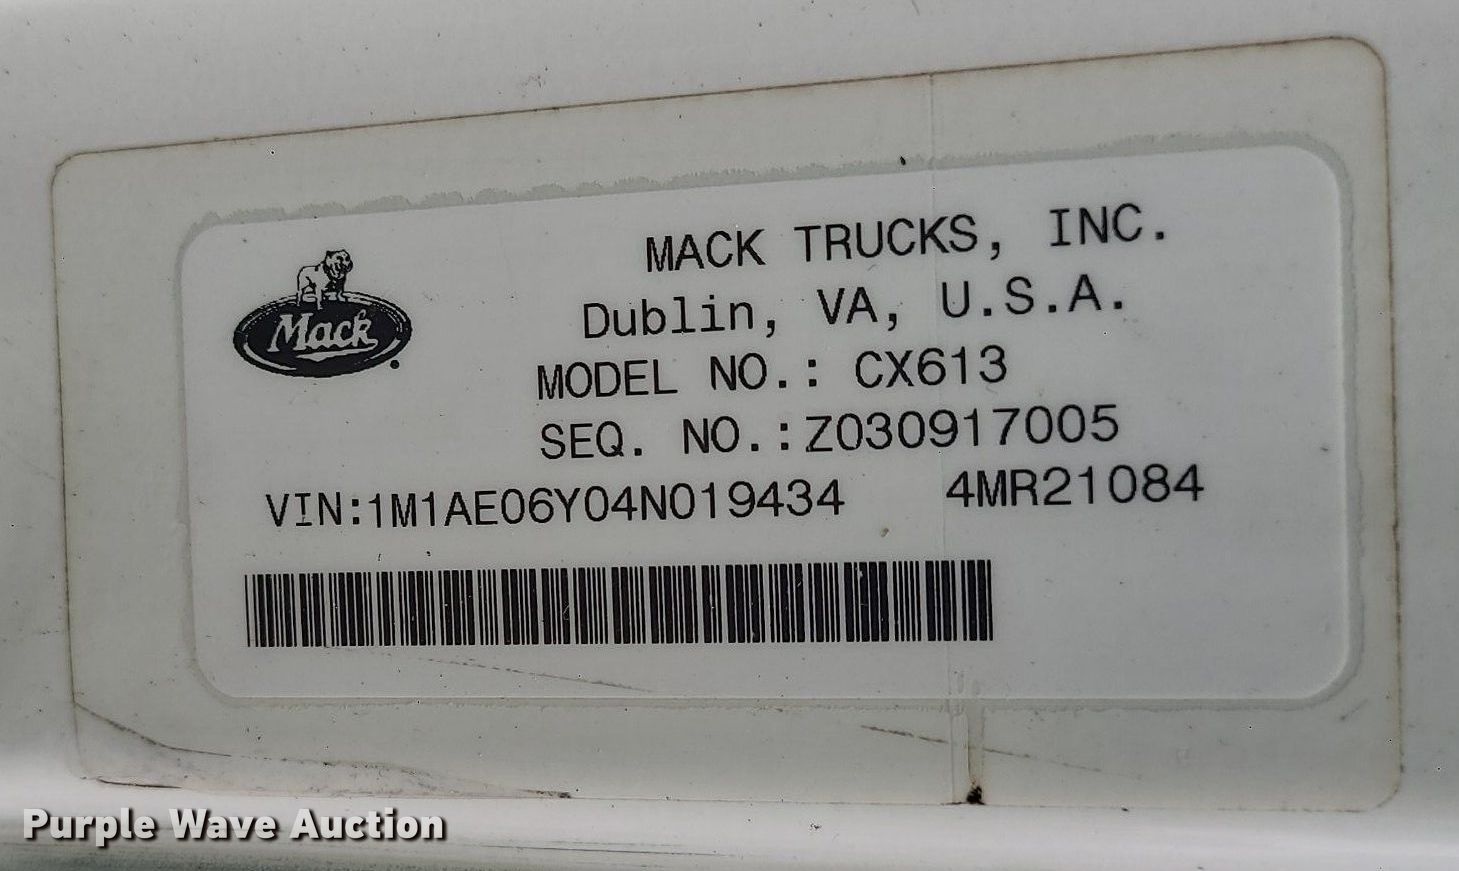 MACK TRUCKS, INC.
Dublin, VA, U.S.A.
Mack
MODEL NO.: CX613
SEQ. NO.:Z030917005
VIN:1M1AE06Y04N019434 4MR21084
Purple Wave Auction